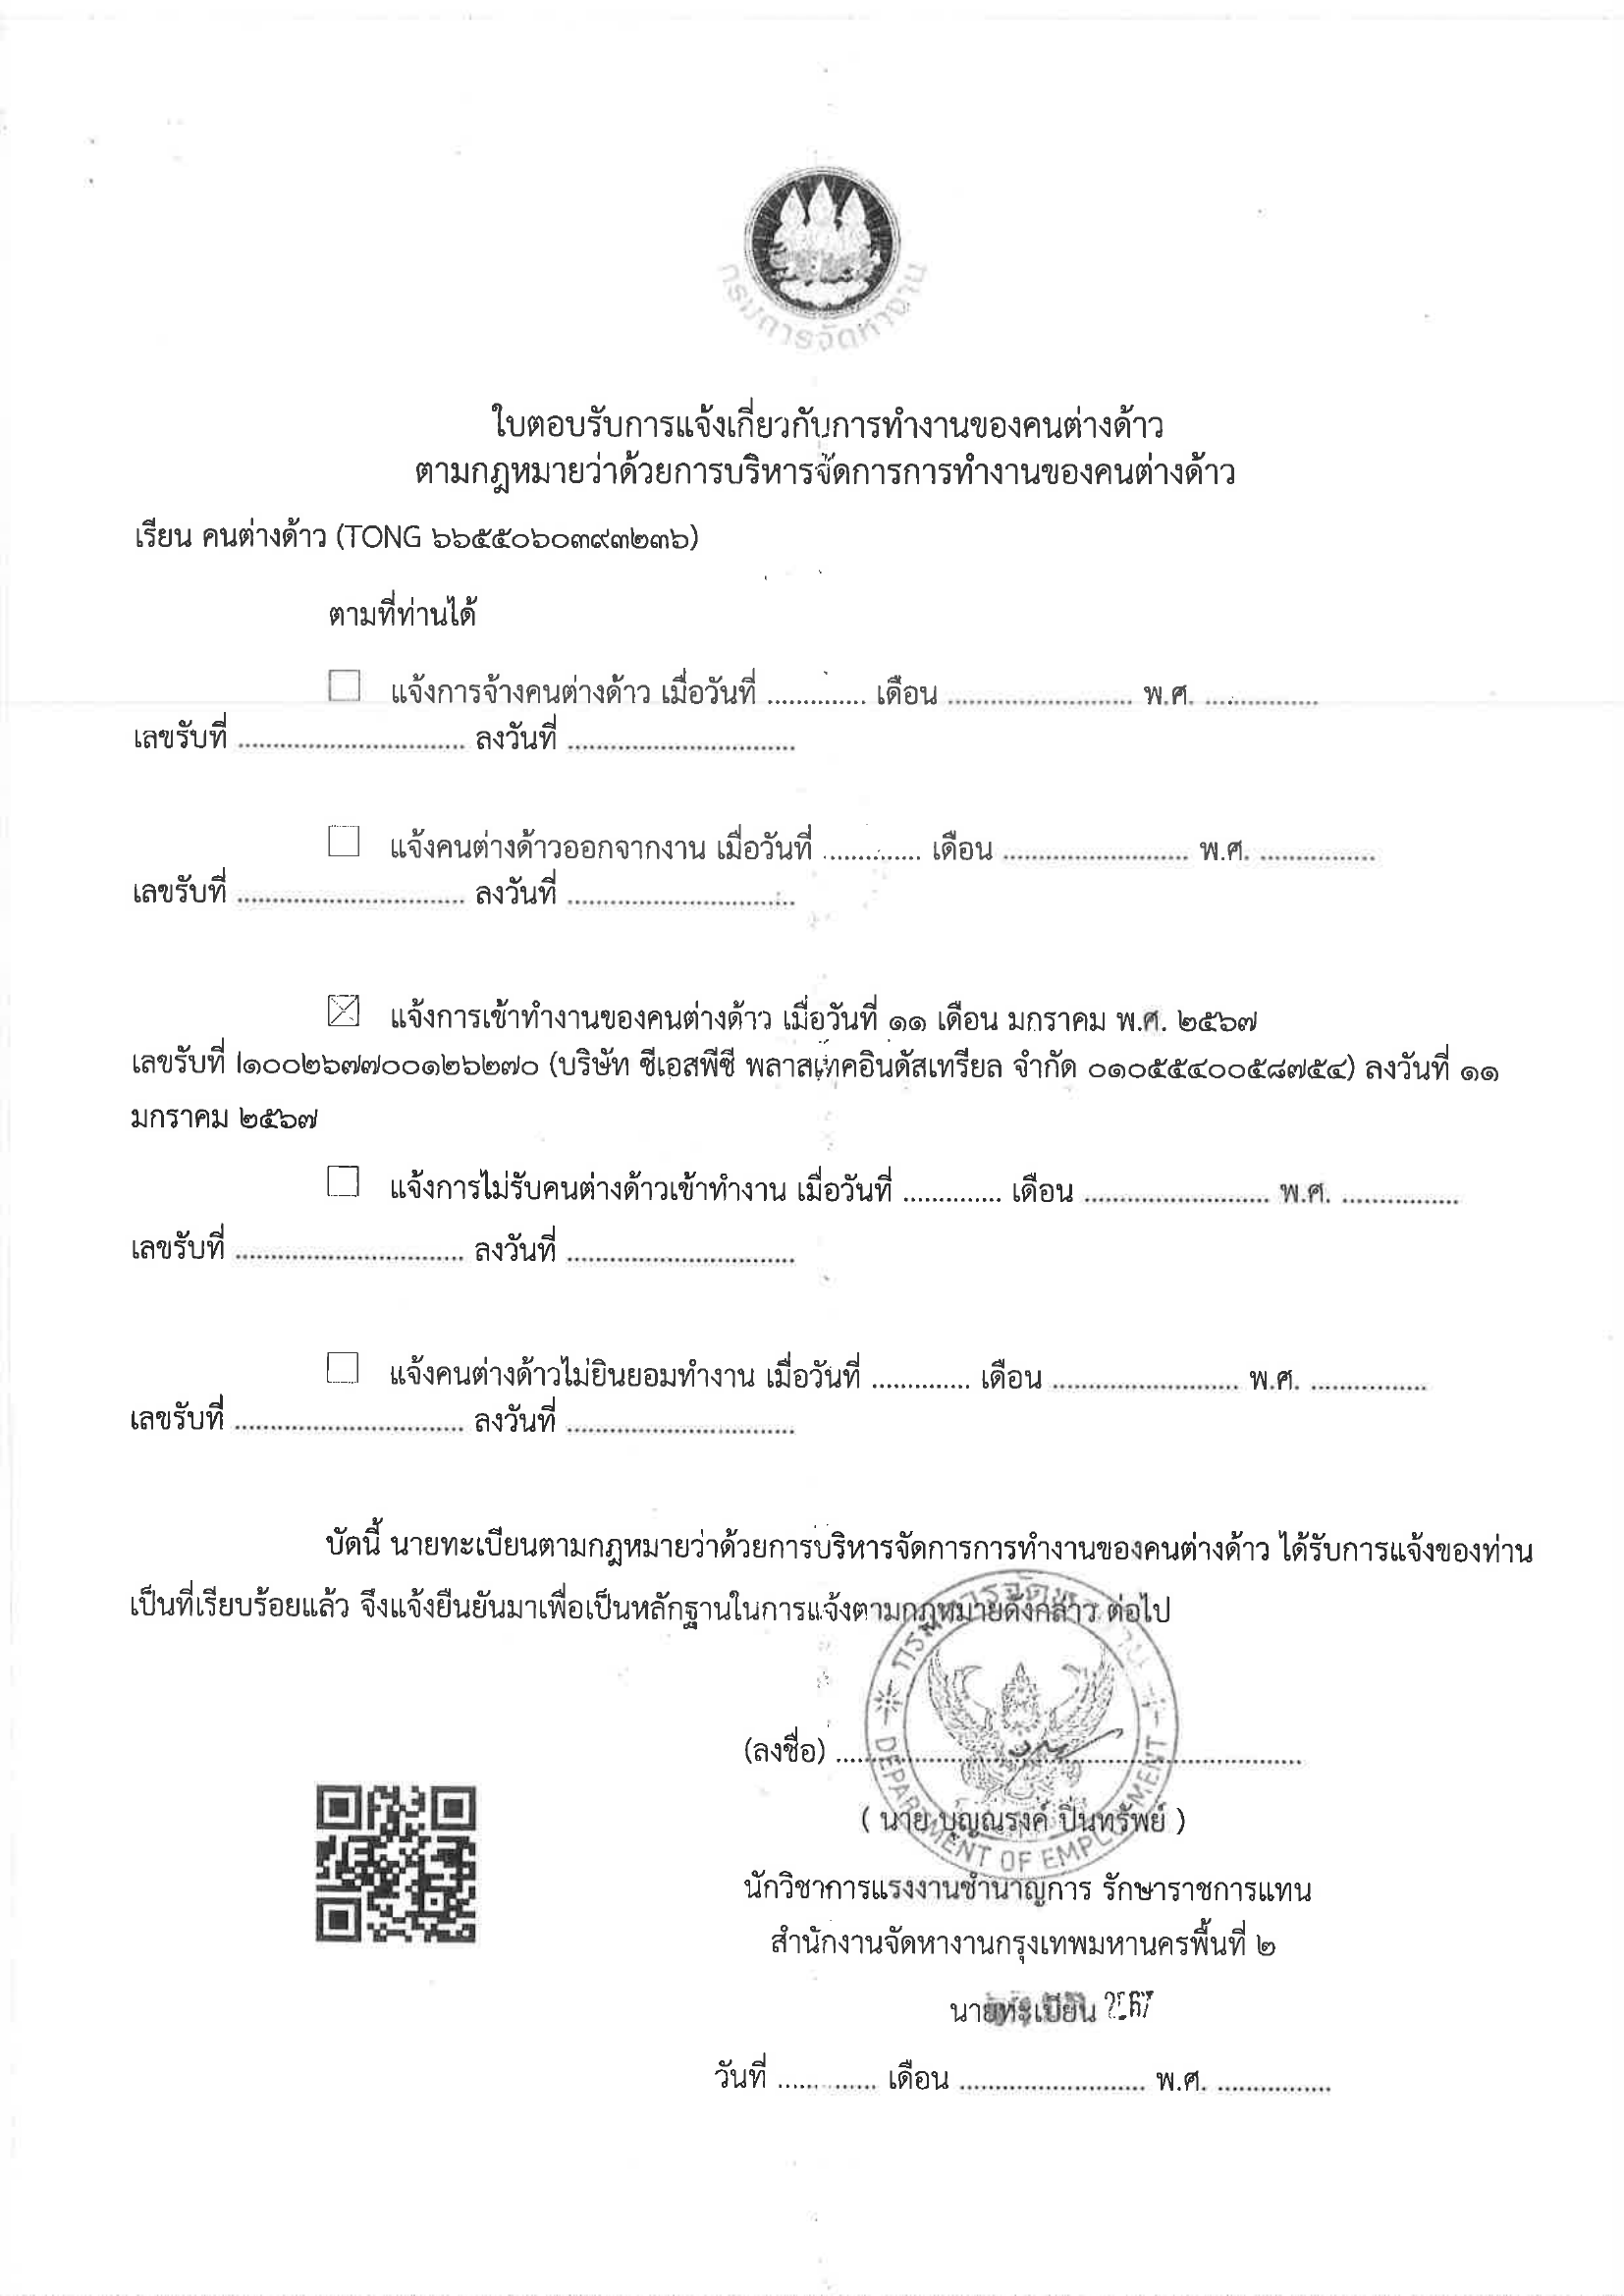 กรมการจัดหางาน
ใบตอบรับการแจ้งเกี่ยวกับการทำงานของคนต่างด้าว
ตามกฎหมายว่าด้วยการบริหารจัดการการทำงานของคนต่างด้าว
เรียน คนต่างด้าว (TONG ๖๖๕๕๐๖๐๓๙๓๒๓๖)
ตามที่ท่านได้
☐ แจ้งการจ้างคนต่างด้าว เมื่อวันที่ .............. เดือน .......................... พ.ศ. ................
เลขรับที่ ................................ ลงวันที่ ................................
☐ แจ้งคนต่างด้าวออกจากงาน เมื่อวันที่ .............. เดือน .......................... พ.ศ. ................
เลขรับที่ ................................ ลงวันที่ ................................
☒ แจ้งการเข้าทำงานของคนต่างด้าว เมื่อวันที่ ๑๑ เดือน มกราคม พ.ศ. ๒๕๖๗
เลขรับที่ I๑๐๐๒๖๗๗๐๐๑๒๖๒๗๐ (บริษัท ซีเอสพีซี พลาสเทคอินดัสเทรียล จำกัด ๐๑๐๕๕๔๐๐๕๘๗๕๔) ลงวันที่ ๑๑
มกราคม ๒๕๖๗
☐ แจ้งการไม่รับคนต่างด้าวเข้าทำงาน เมื่อวันที่ .............. เดือน .......................... พ.ศ. ................
เลขรับที่ ................................ ลงวันที่ ................................
☐ แจ้งคนต่างด้าวไม่ยินยอมทำงาน เมื่อวันที่ .............. เดือน .......................... พ.ศ. ................
เลขรับที่ ................................ ลงวันที่ ................................
บัดนี้ นายทะเบียนตามกฎหมายว่าด้วยการบริหารจัดการการทำงานของคนต่างด้าว ได้รับการแจ้งของท่าน
เป็นที่เรียบร้อยแล้ว จึงแจ้งยืนยันมาเพื่อเป็นหลักฐานในการแจ้งตามกฎหมายดังกล่าว ต่อไป
กรมการจัดหางาน
DEPARTMENT OF EMPLOYMENT
(ลงชื่อ) ..................................................................
( นาย บุญณรงค์ ปิ่นทรัพย์ )
นักวิชาการแรงงานชำนาญการ รักษาราชการแทน
สำนักงานจัดหางานกรุงเทพมหานครพื้นที่ ๒
นายทะเบียน 2567
วันที่ .............. เดือน .......................... พ.ศ. ................